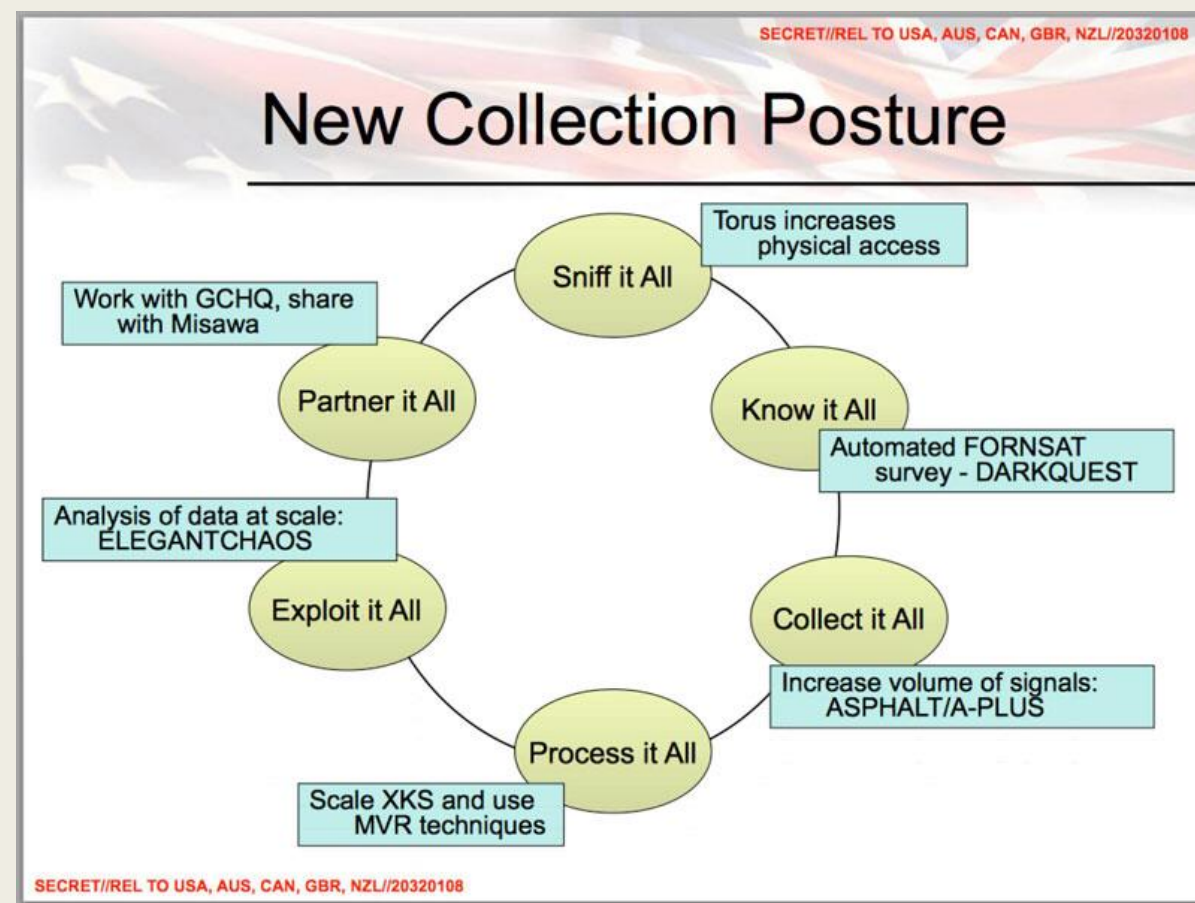 SECRET//REL TO USA, AUS, CAN, GBR, NZL//20320108
New Collection Posture
Sniff it All
Torus increases
physical access
Know it All
Automated FORNSAT
survey - DARKQUEST
Collect it All
Increase volume of signals:
ASPHALT/A-PLUS
Process it All
Scale XKS and use
MVR techniques
Exploit it All
Analysis of data at scale:
ELEGANTCHAOS
Partner it All
Work with GCHQ, share
with Misawa
SECRET//REL TO USA, AUS, CAN, GBR, NZL//20320108